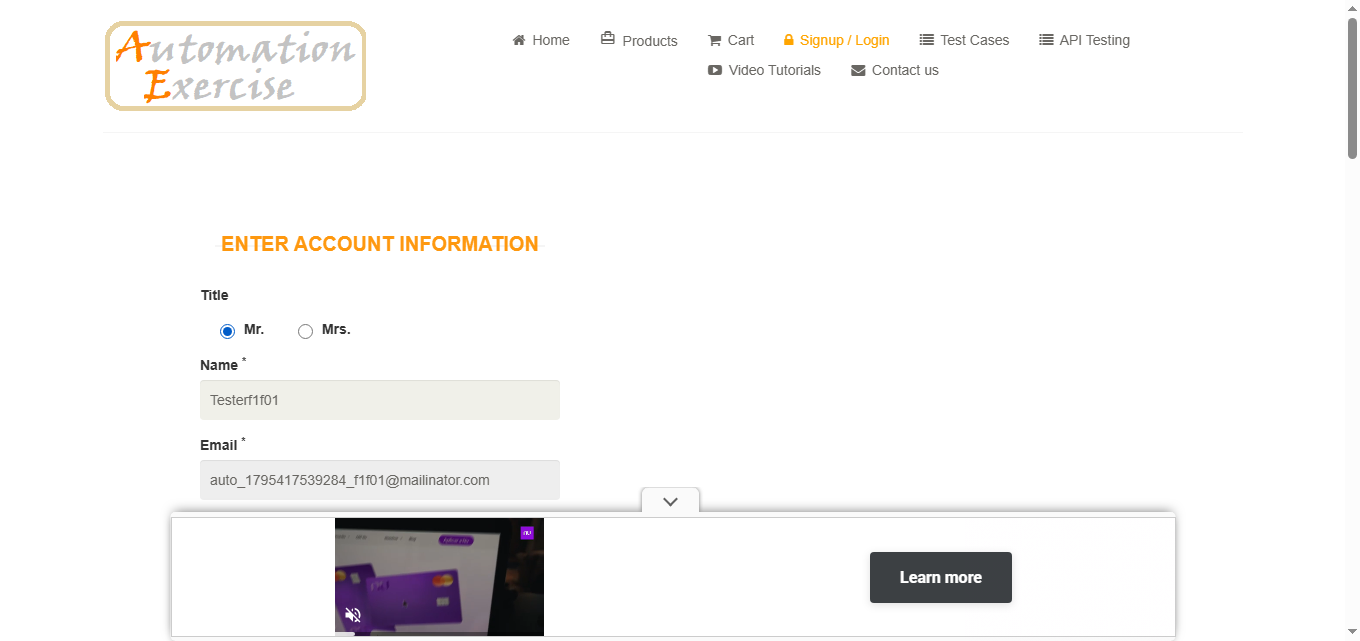 Automation
Exercise
Home
Products
Cart
Signup / Login
Test Cases
API Testing
Video Tutorials
Contact us
ENTER ACCOUNT INFORMATION
Title
Mr.
Mrs.
Name *
Testerf1f01
Email *
auto_1795417539284_f1f01@mailinator.com
nu
Learn more